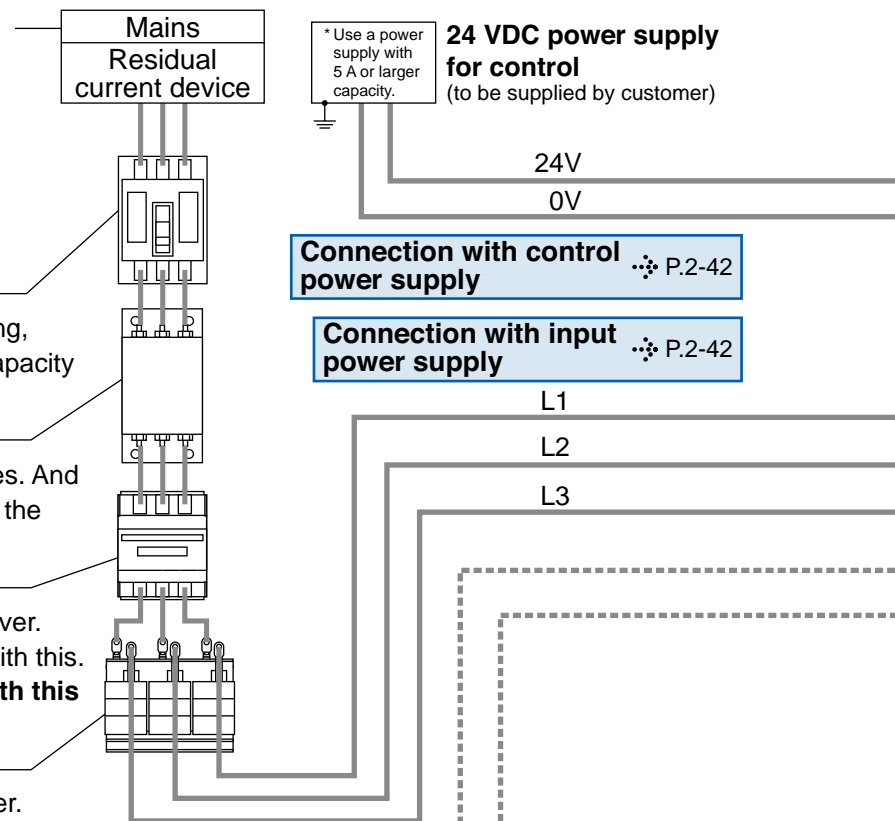 Mains
Residual
current device
* Use a power
supply with
5 A or larger
capacity.
24 VDC power supply
for control
(to be supplied by customer)
24V
0V
Connection with control
power supply
P.2-42
Connection with input
power supply
P.2-42
L1
L2
L3
ng,
apacity
es. And
the
ver.
ith this.
th this
er.